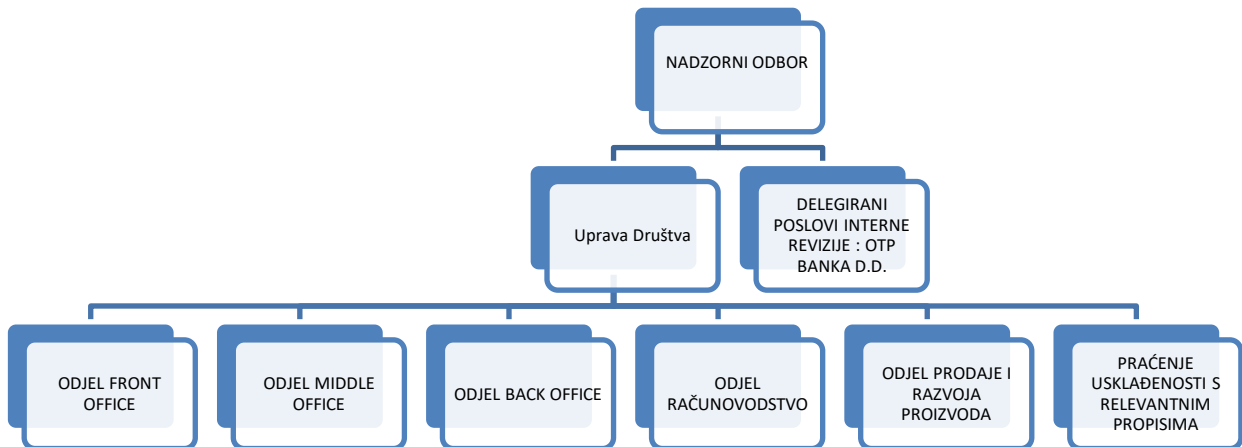 NADZORNI ODBOR
Uprava Društva
DELEGIRANI
POSLOVI INTERNE
REVIZIJE : OTP
BANKA D.D.
ODJEL FRONT
OFFICE
ODJEL MIDDLE
OFFICE
ODJEL BACK OFFICE
ODJEL
RAČUNOVODSTVO
ODJEL PRODAJE I
RAZVOJA
PROIZVODA
PRAĆENJE
USKLAĐENOSTI S
RELEVANTNIM
PROPISIMA